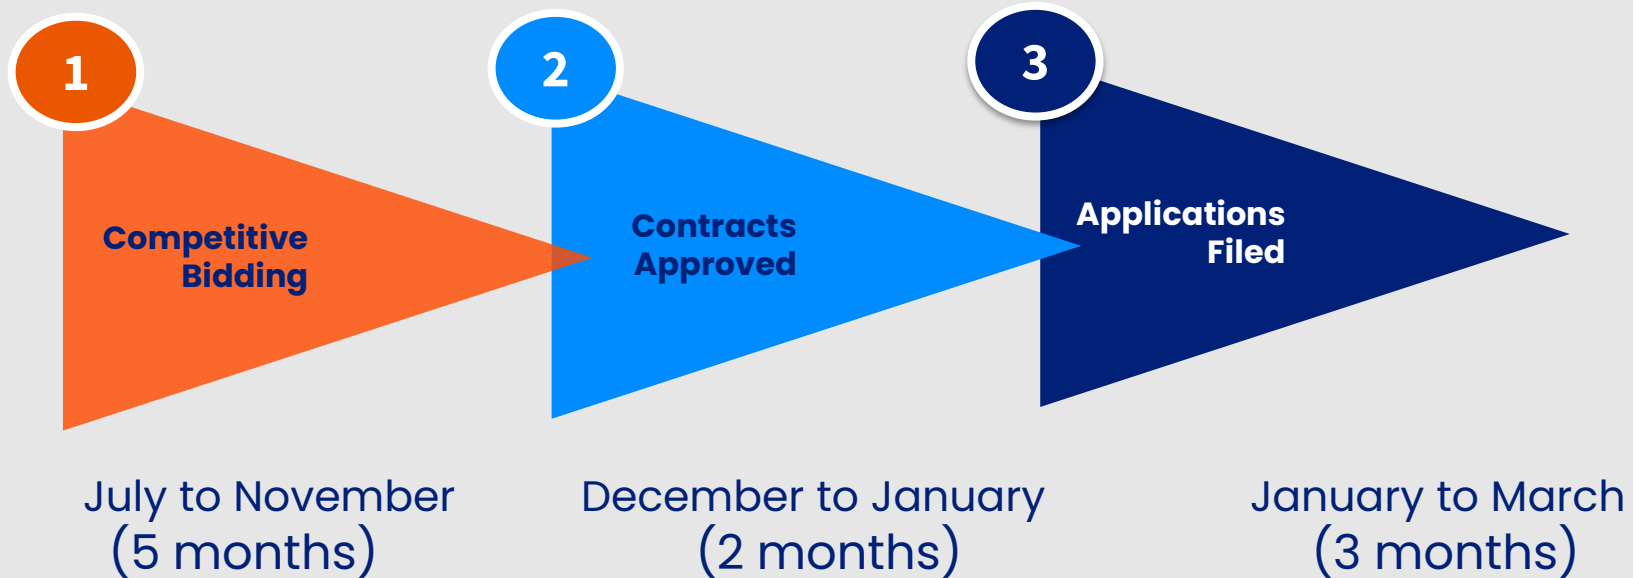 1
Competitive
Bidding
July to November
(5 months)
2
Contracts
Approved
December to January
(2 months)
3
Applications
Filed
January to March
(3 months)